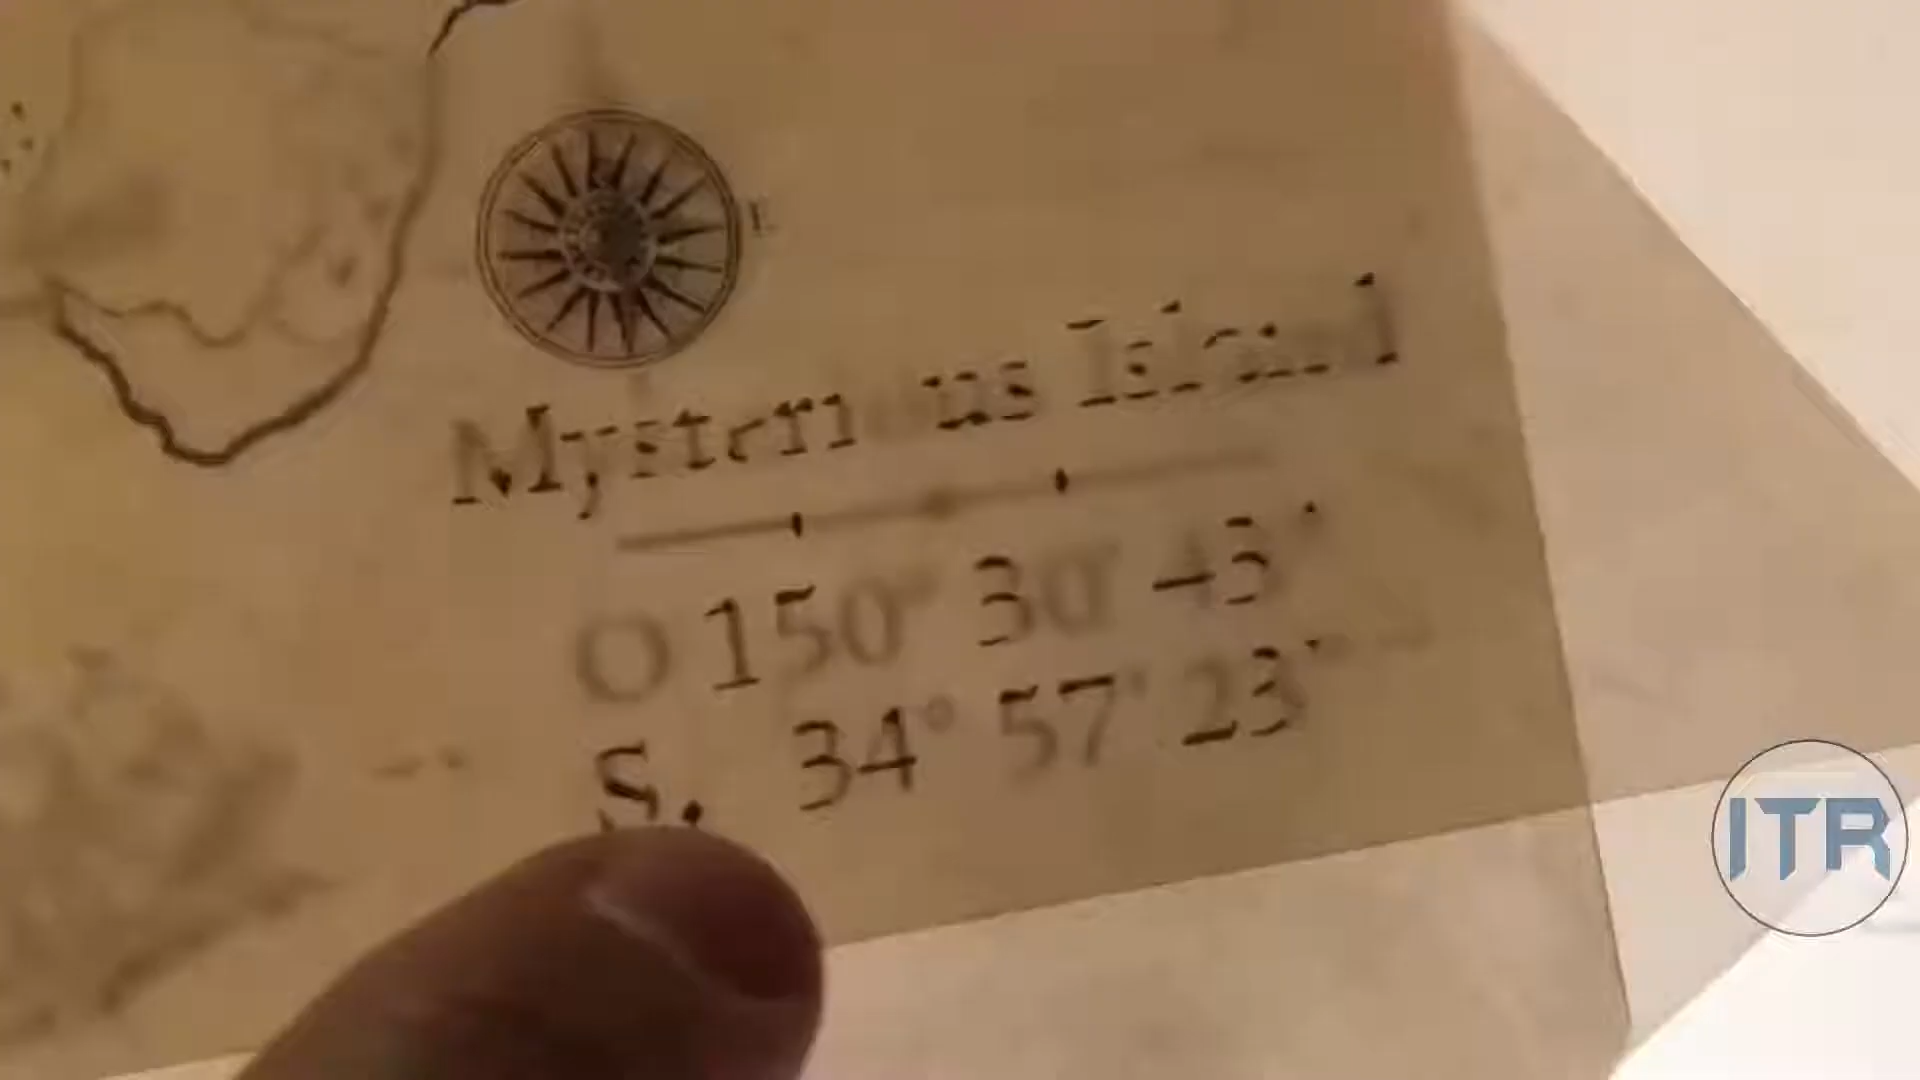 E
Mysterious Island
O 150° 30' 43"
S. 34° 57' 23"
ITR